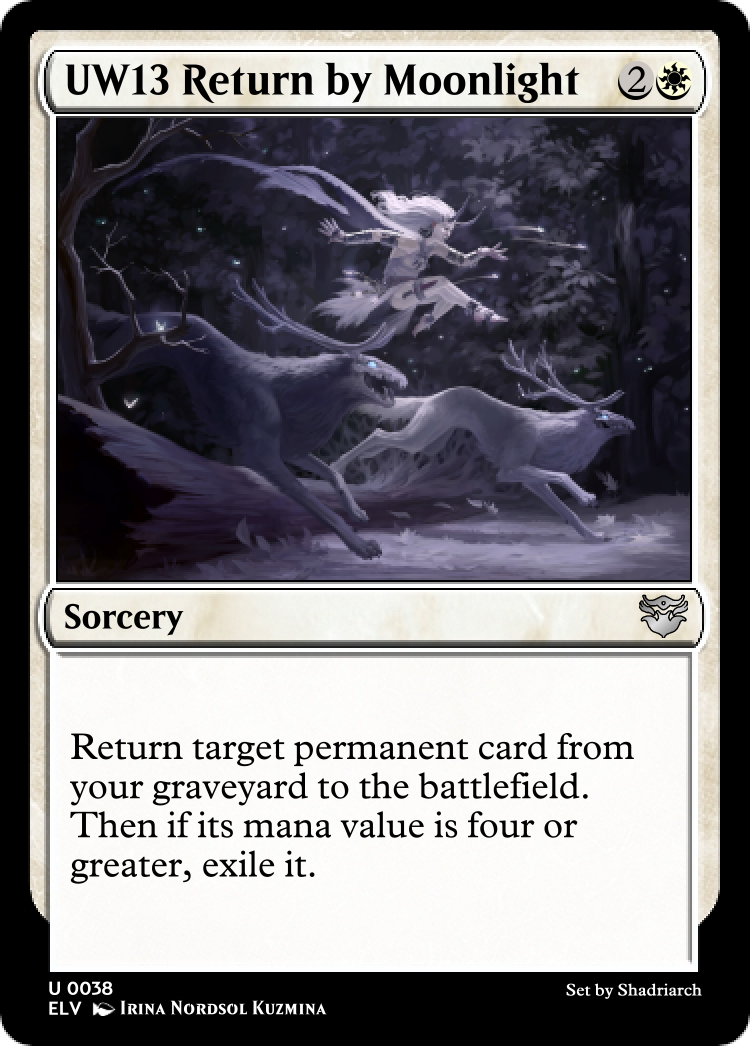 UW13 Return by Moonlight 2
Sorcery
Return target permanent card from
your graveyard to the battlefield.
Then if its mana value is four or
greater, exile it.
U 0038
Set by Shadriarch
ELV Irina Nordsol Kuzmina